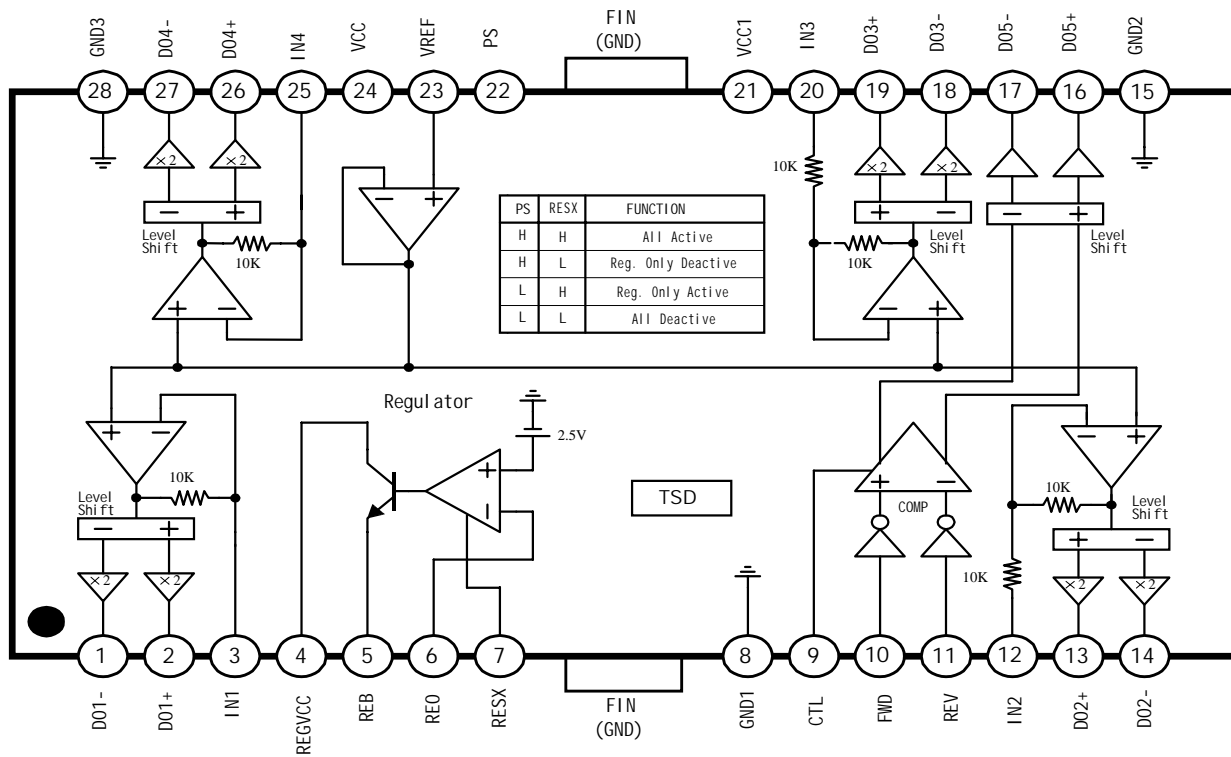 GND3 DO4- DO4+ IN4 VCC VREF PS FIN VCC1 IN3 DO3+ DO3- DO5- DO5+ GND2
(GND)
28 27 26 25 24 23 22 21 20 19 18 17 16 15
×2 ×2 ×2 ×2
10K
PS RESX FUNCTION
H H All Active
H L Reg. Only Deactive
L H Reg. Only Active
L L All Deactive
− + − +
Level Shift
10K
+ −
+ − − +
Level Shift
10K
− +
Level Shift
Regulator
2.5V
+ −
10K
Level Shift
− +
×2 ×2
+ −
TSD
+ −
COMP
− +
10K
Level Shift
+ −
10K
×2 ×2
1 2 3 4 5 6 7 8 9 10 11 12 13 14
DO1- DO1+ IN1 REGVCC REB REO RESX FIN GND1 CTL FWD REV IN2 DO2+ DO2-
(GND)